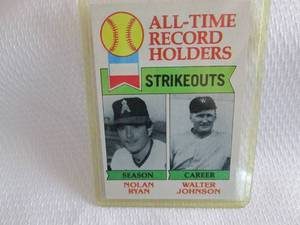 ALL-TIME
RECORD
HOLDERS
STRIKEOUTS
SEASON
CAREER
NOLAN
RYAN
WALTER
JOHNSON